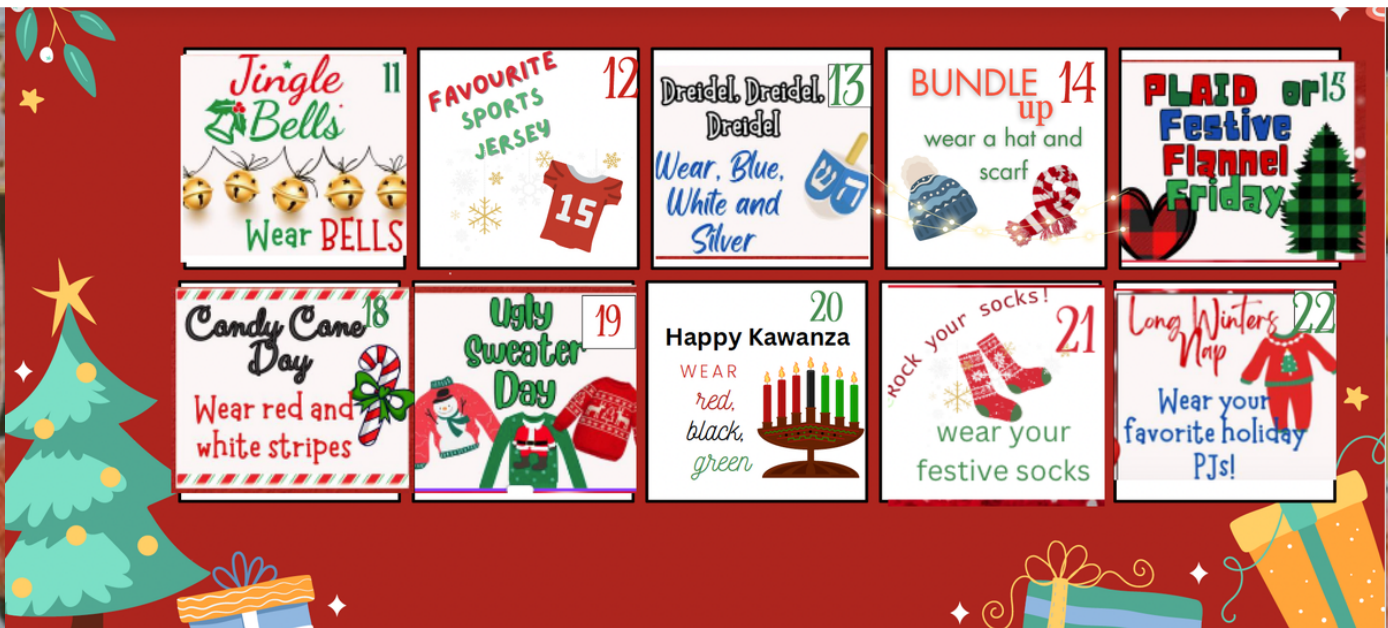 Jingle 11
Bells
Wear BELLS
FAVOURITE 12
SPORTS
JERSEY
15
Dreidel, Dreidel, 13
Dreidel
Wear, Blue,
White and
Silver
שה
BUNDLE 14
up
wear a hat and
scarf
PLAID or 15
Festive
Flannel
Friday
Candy Cane 18
Day
Wear red and
white stripes
Ugly 19
Sweater
Day
20
Happy Kawanza
WEAR
red,
black,
green
Rock your socks! 21
wear your
festive socks
Long Winters 22
Nap
Wear your
favorite holiday
PJs!